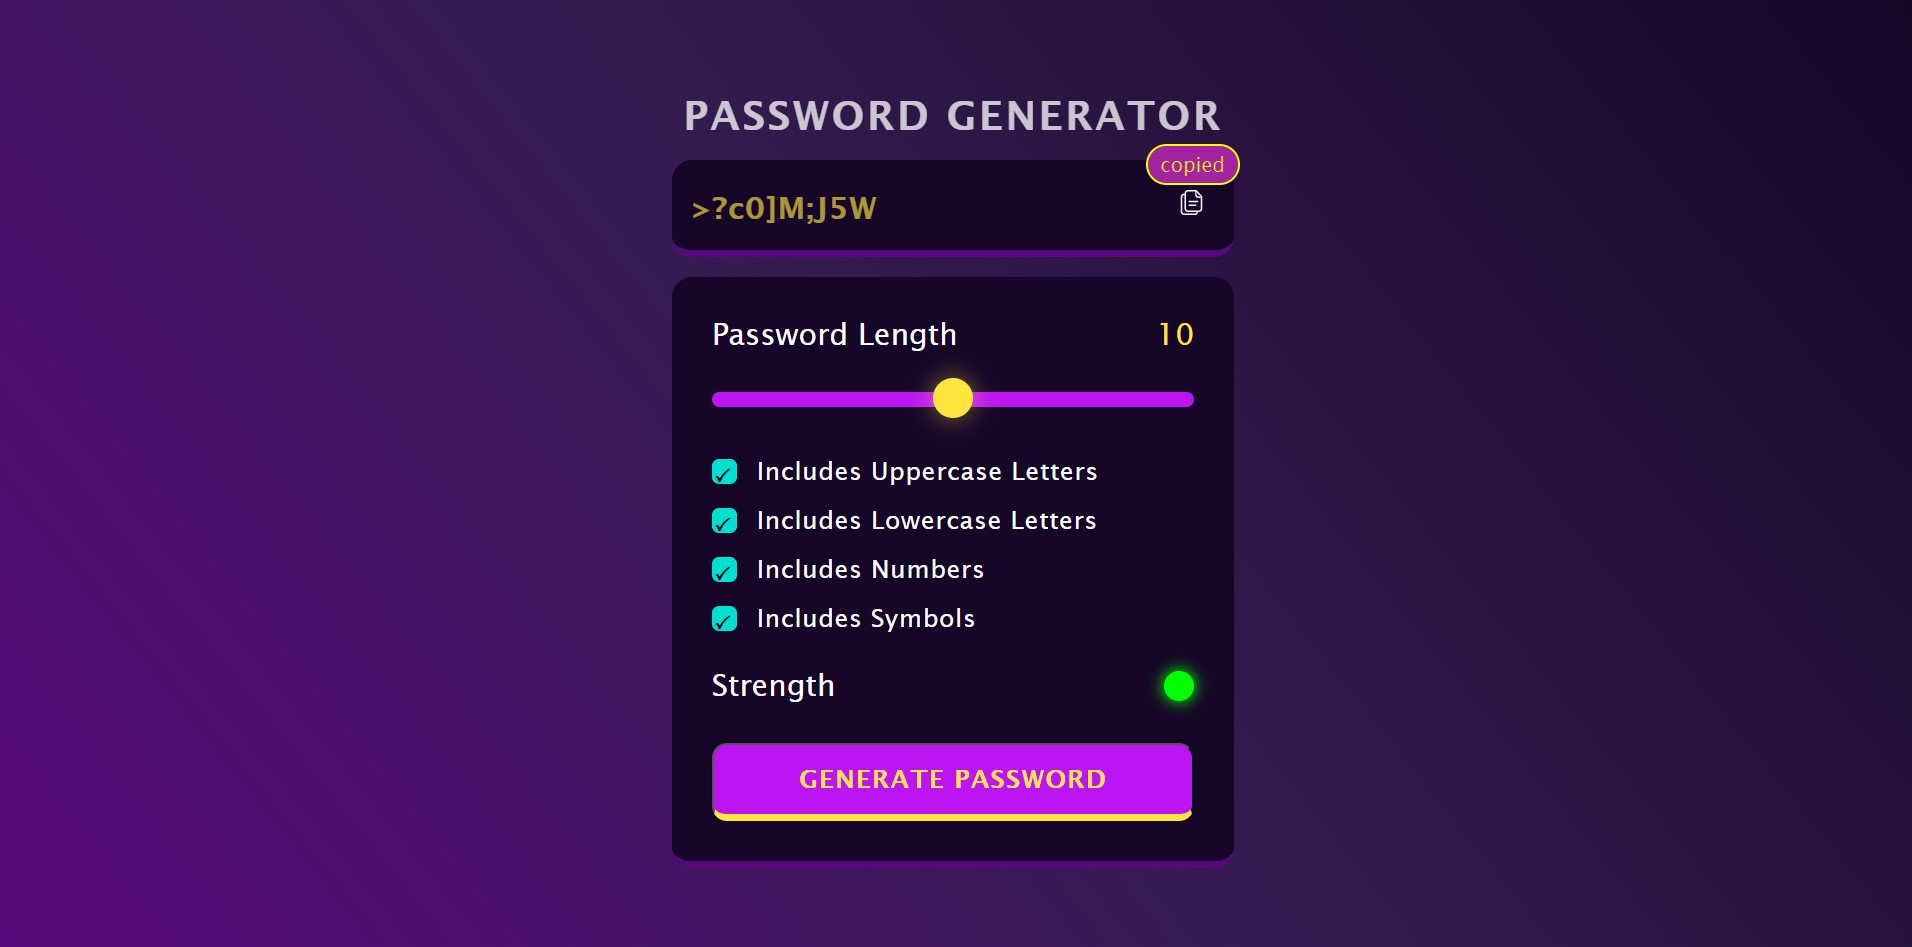 PASSWORD GENERATOR
copied
>?c0]M;J5W
Password Length 10
Includes Uppercase Letters
Includes Lowercase Letters
Includes Numbers
Includes Symbols
Strength
GENERATE PASSWORD